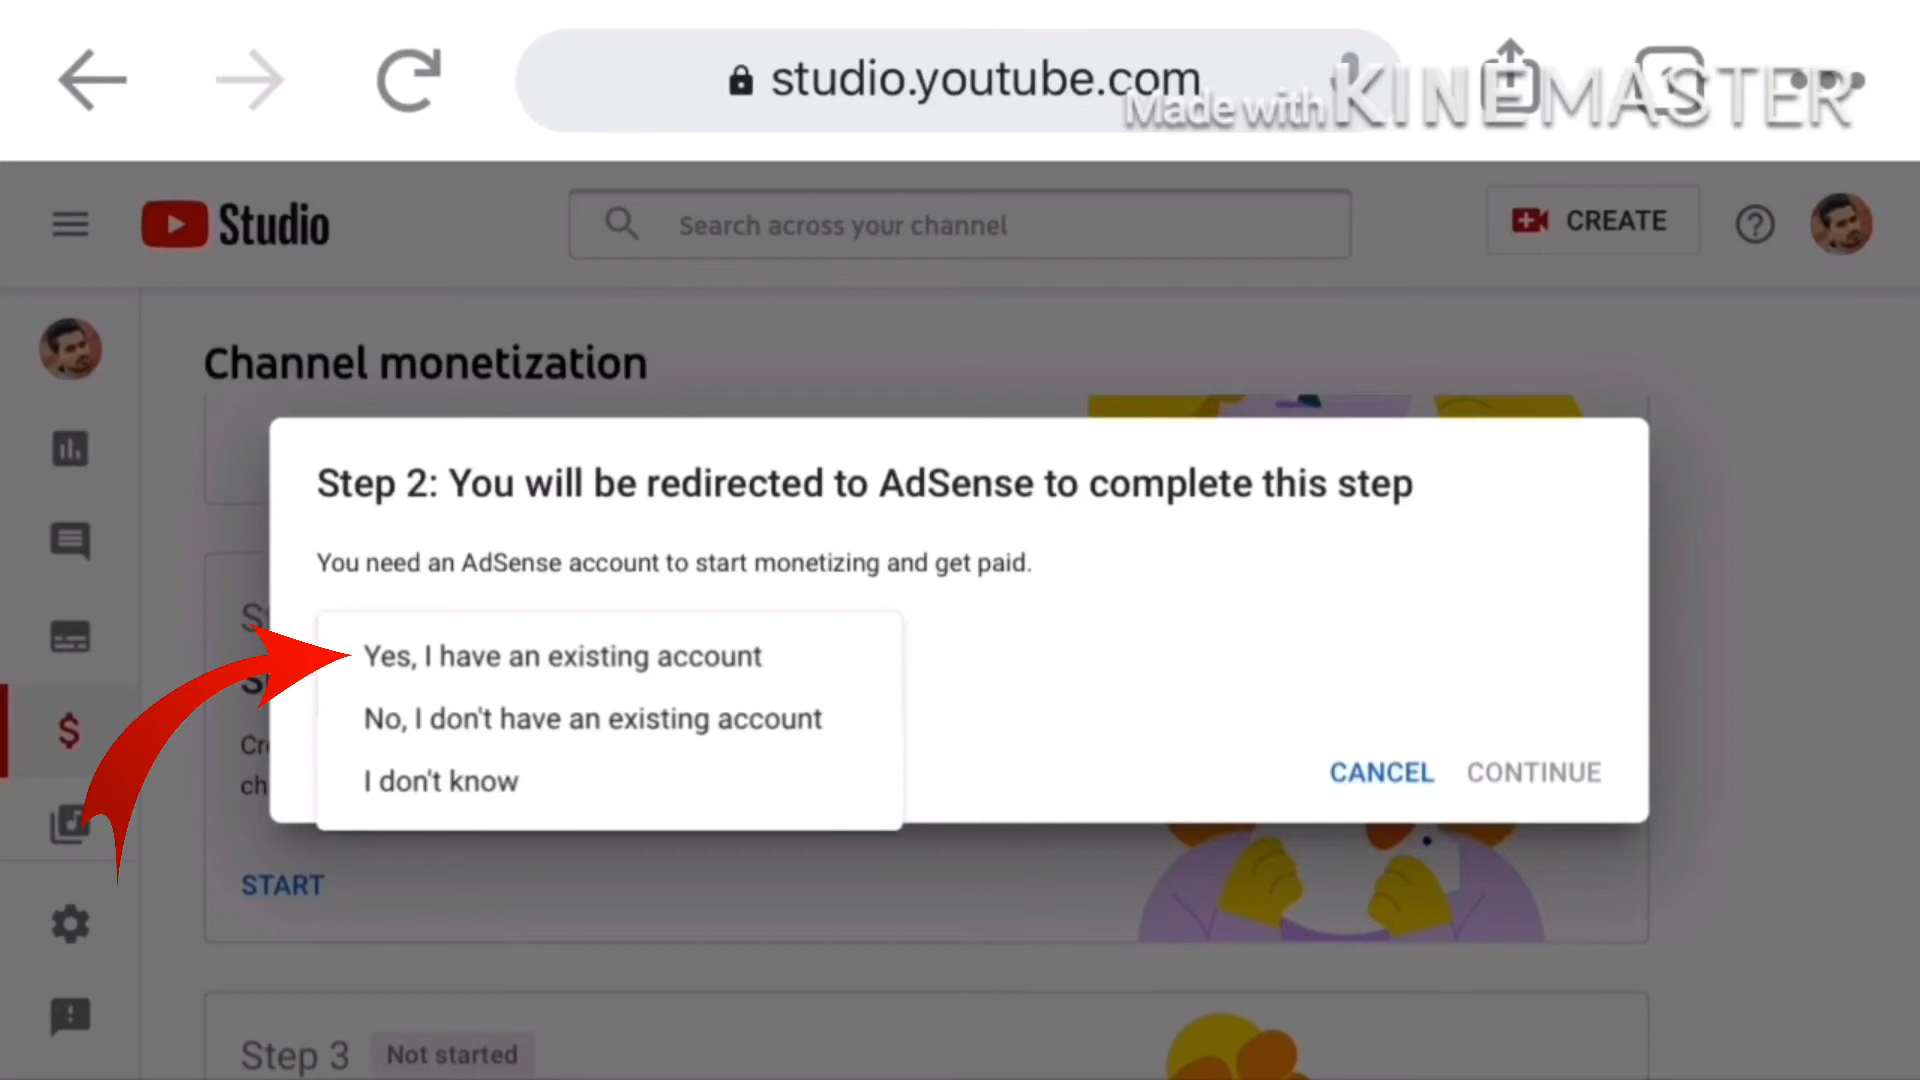 studio.youtube.com
Made with KINEMASTER
Studio
Search across your channel
CREATE
Channel monetization
Step 2: You will be redirected to AdSense to complete this step
You need an AdSense account to start monetizing and get paid.
Yes, I have an existing account
No, I don't have an existing account
I don't know
CANCEL CONTINUE
START
Step 3 Not started